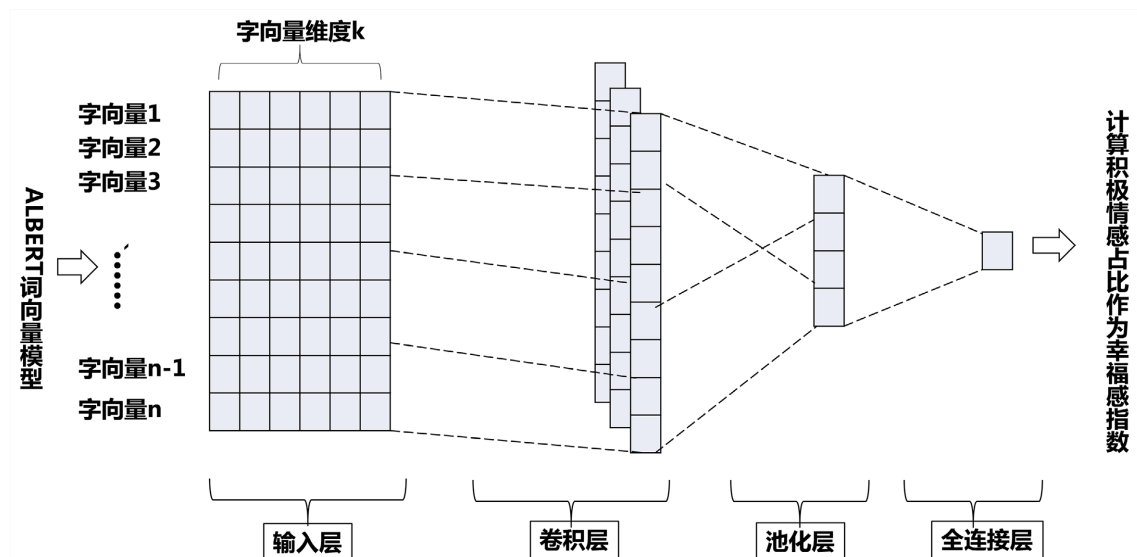 字向量维度k
字向量1
字向量2
字向量3
字向量n-1
字向量n
ALBERT词向量模型
计算积极情感占比作为幸福感指数
输入层
卷积层
池化层
全连接层